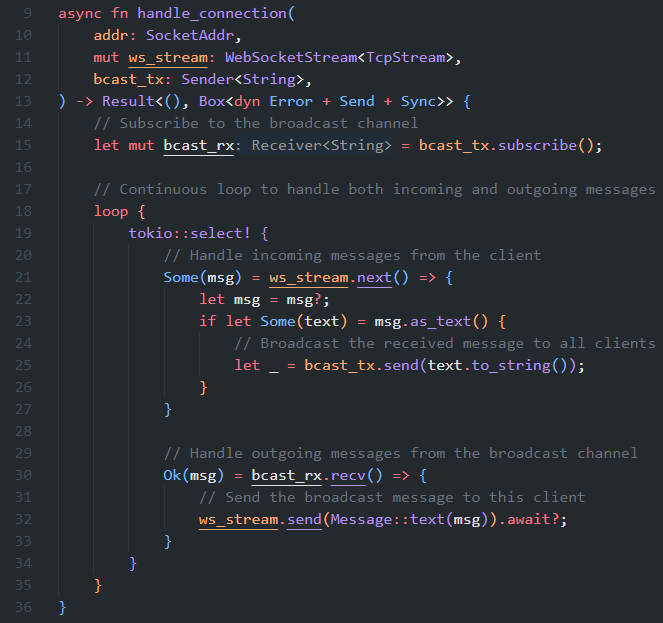 9 async fn handle_connection(
10     addr: SocketAddr,
11     mut ws_stream: WebSocketStream<TcpStream>,
12     bcast_tx: Sender<String>,
13 ) -> Result<(), Box<dyn Error + Send + Sync>> {
14     // Subscribe to the broadcast channel
15     let mut bcast_rx: Receiver<String> = bcast_tx.subscribe();
16
17     // Continuous loop to handle both incoming and outgoing messages
18     loop {
19         tokio::select! {
20             // Handle incoming messages from the client
21             Some(msg) = ws_stream.next() => {
22                 let msg = msg?;
23                 if let Some(text) = msg.as_text() {
24                     // Broadcast the received message to all clients
25                     let _ = bcast_tx.send(text.to_string());
26                 }
27             }
28
29             // Handle outgoing messages from the broadcast channel
30             Ok(msg) = bcast_rx.recv() => {
31                 // Send the broadcast message to this client
32                 ws_stream.send(Message::text(msg)).await?;
33             }
34         }
35     }
36 }